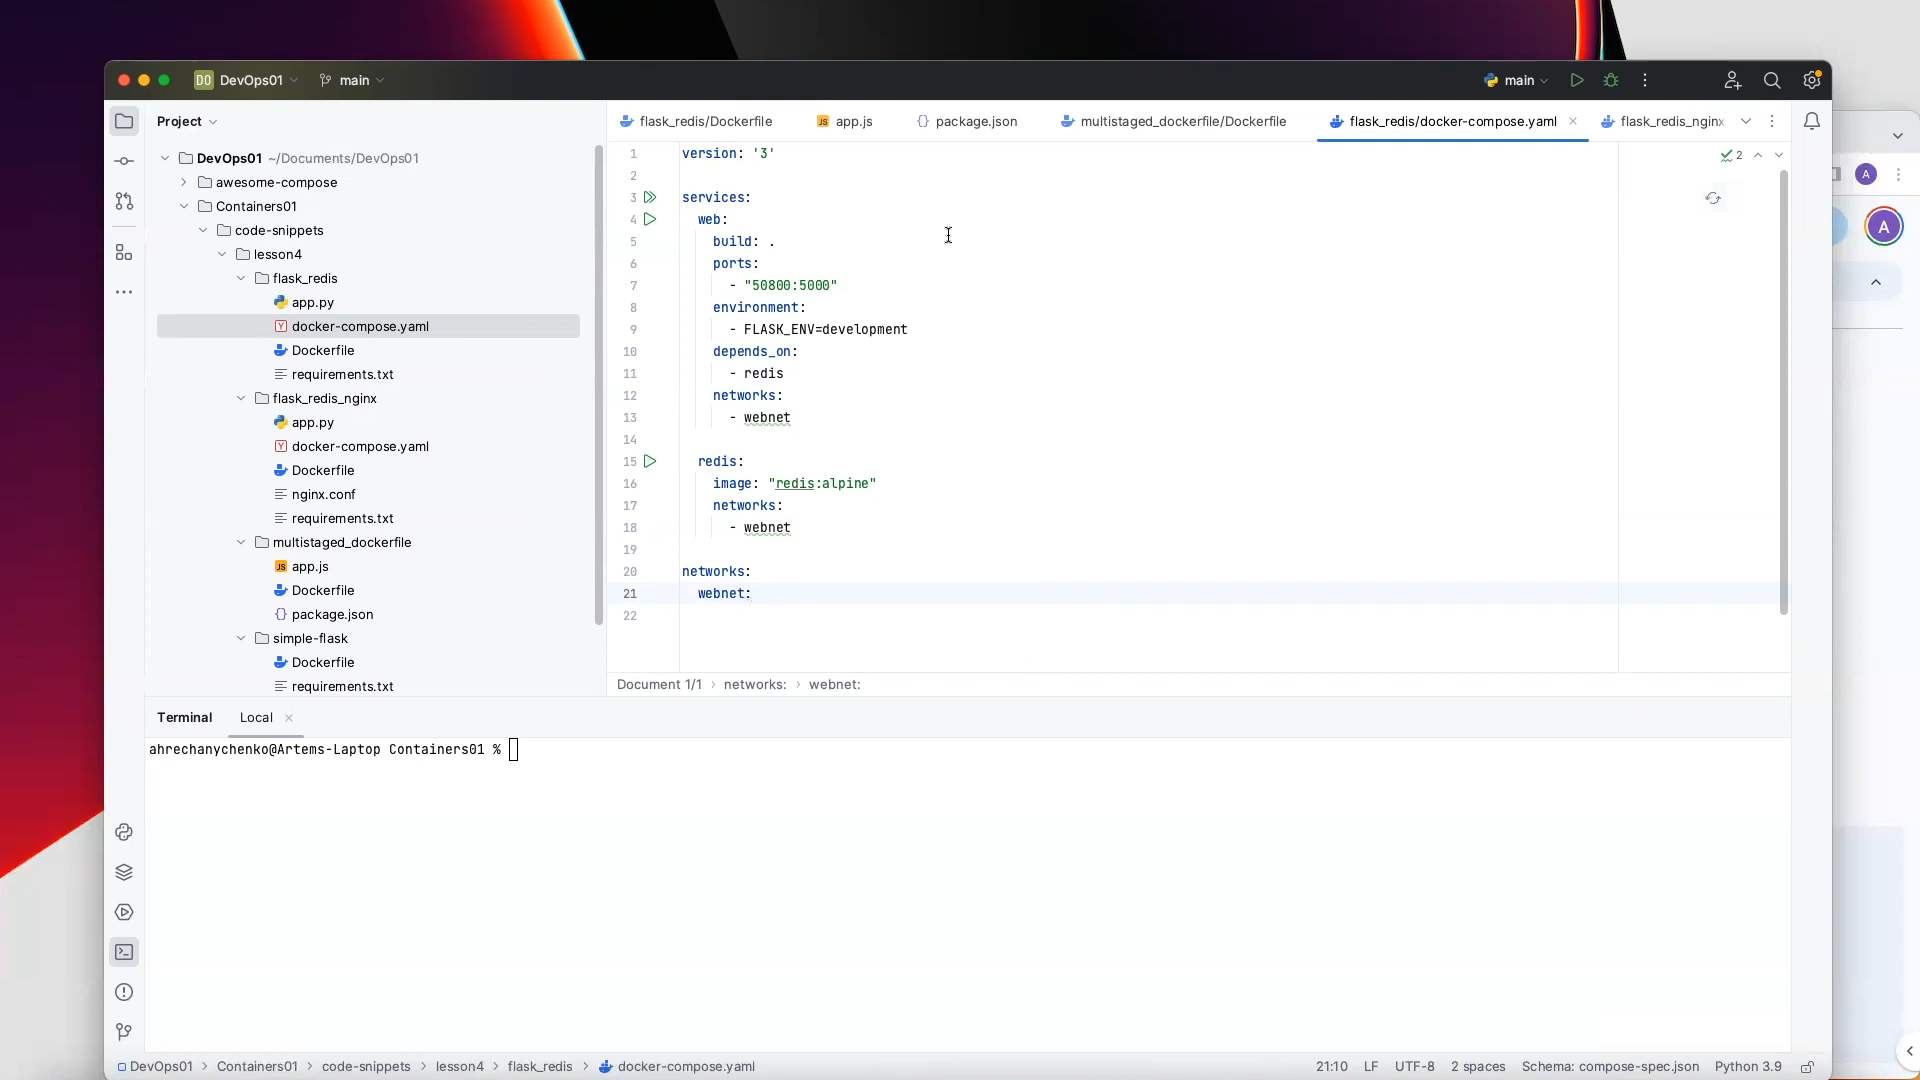 DO DevOps01
main
main
Project
flask_redis/Dockerfile
JS app.js
package.json
multistaged_dockerfile/Dockerfile
flask_redis/docker-compose.yaml
flask_redis_nginx
DevOps01 ~/Documents/DevOps01
awesome-compose
Containers01
code-snippets
lesson4
flask_redis
app.py
Y docker-compose.yaml
Dockerfile
requirements.txt
flask_redis_nginx
app.py
Y docker-compose.yaml
Dockerfile
nginx.conf
requirements.txt
multistaged_dockerfile
JS app.js
Dockerfile
package.json
simple-flask
Dockerfile
requirements.txt
1 version: '3'
2
3 services:
4 web:
5 build: .
6 ports:
7 - "50800:5000"
8 environment:
9 - FLASK_ENV=development
10 depends_on:
11 - redis
12 networks:
13 - webnet
14
15 redis:
16 image: "redis:alpine"
17 networks:
18 - webnet
19
20 networks:
21 webnet:
22
2
A
A
Document 1/1 › networks: › webnet:
Terminal
Local
ahrechanychenko@Artems-Laptop Containers01 %
DevOps01 › Containers01 › code-snippets › lesson4 › flask_redis › docker-compose.yaml
21:10 LF UTF-8 2 spaces Schema: compose-spec.json Python 3.9